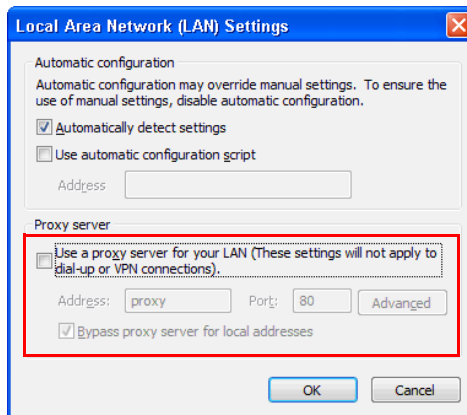 Local Area Network (LAN) Settings
Automatic configuration
Automatic configuration may override manual settings. To ensure the
use of manual settings, disable automatic configuration.
Automatically detect settings
Use automatic configuration script
Address
Proxy server
Use a proxy server for your LAN (These settings will not apply to
dial-up or VPN connections).
Address: proxy Port: 80 Advanced
Bypass proxy server for local addresses
OK Cancel